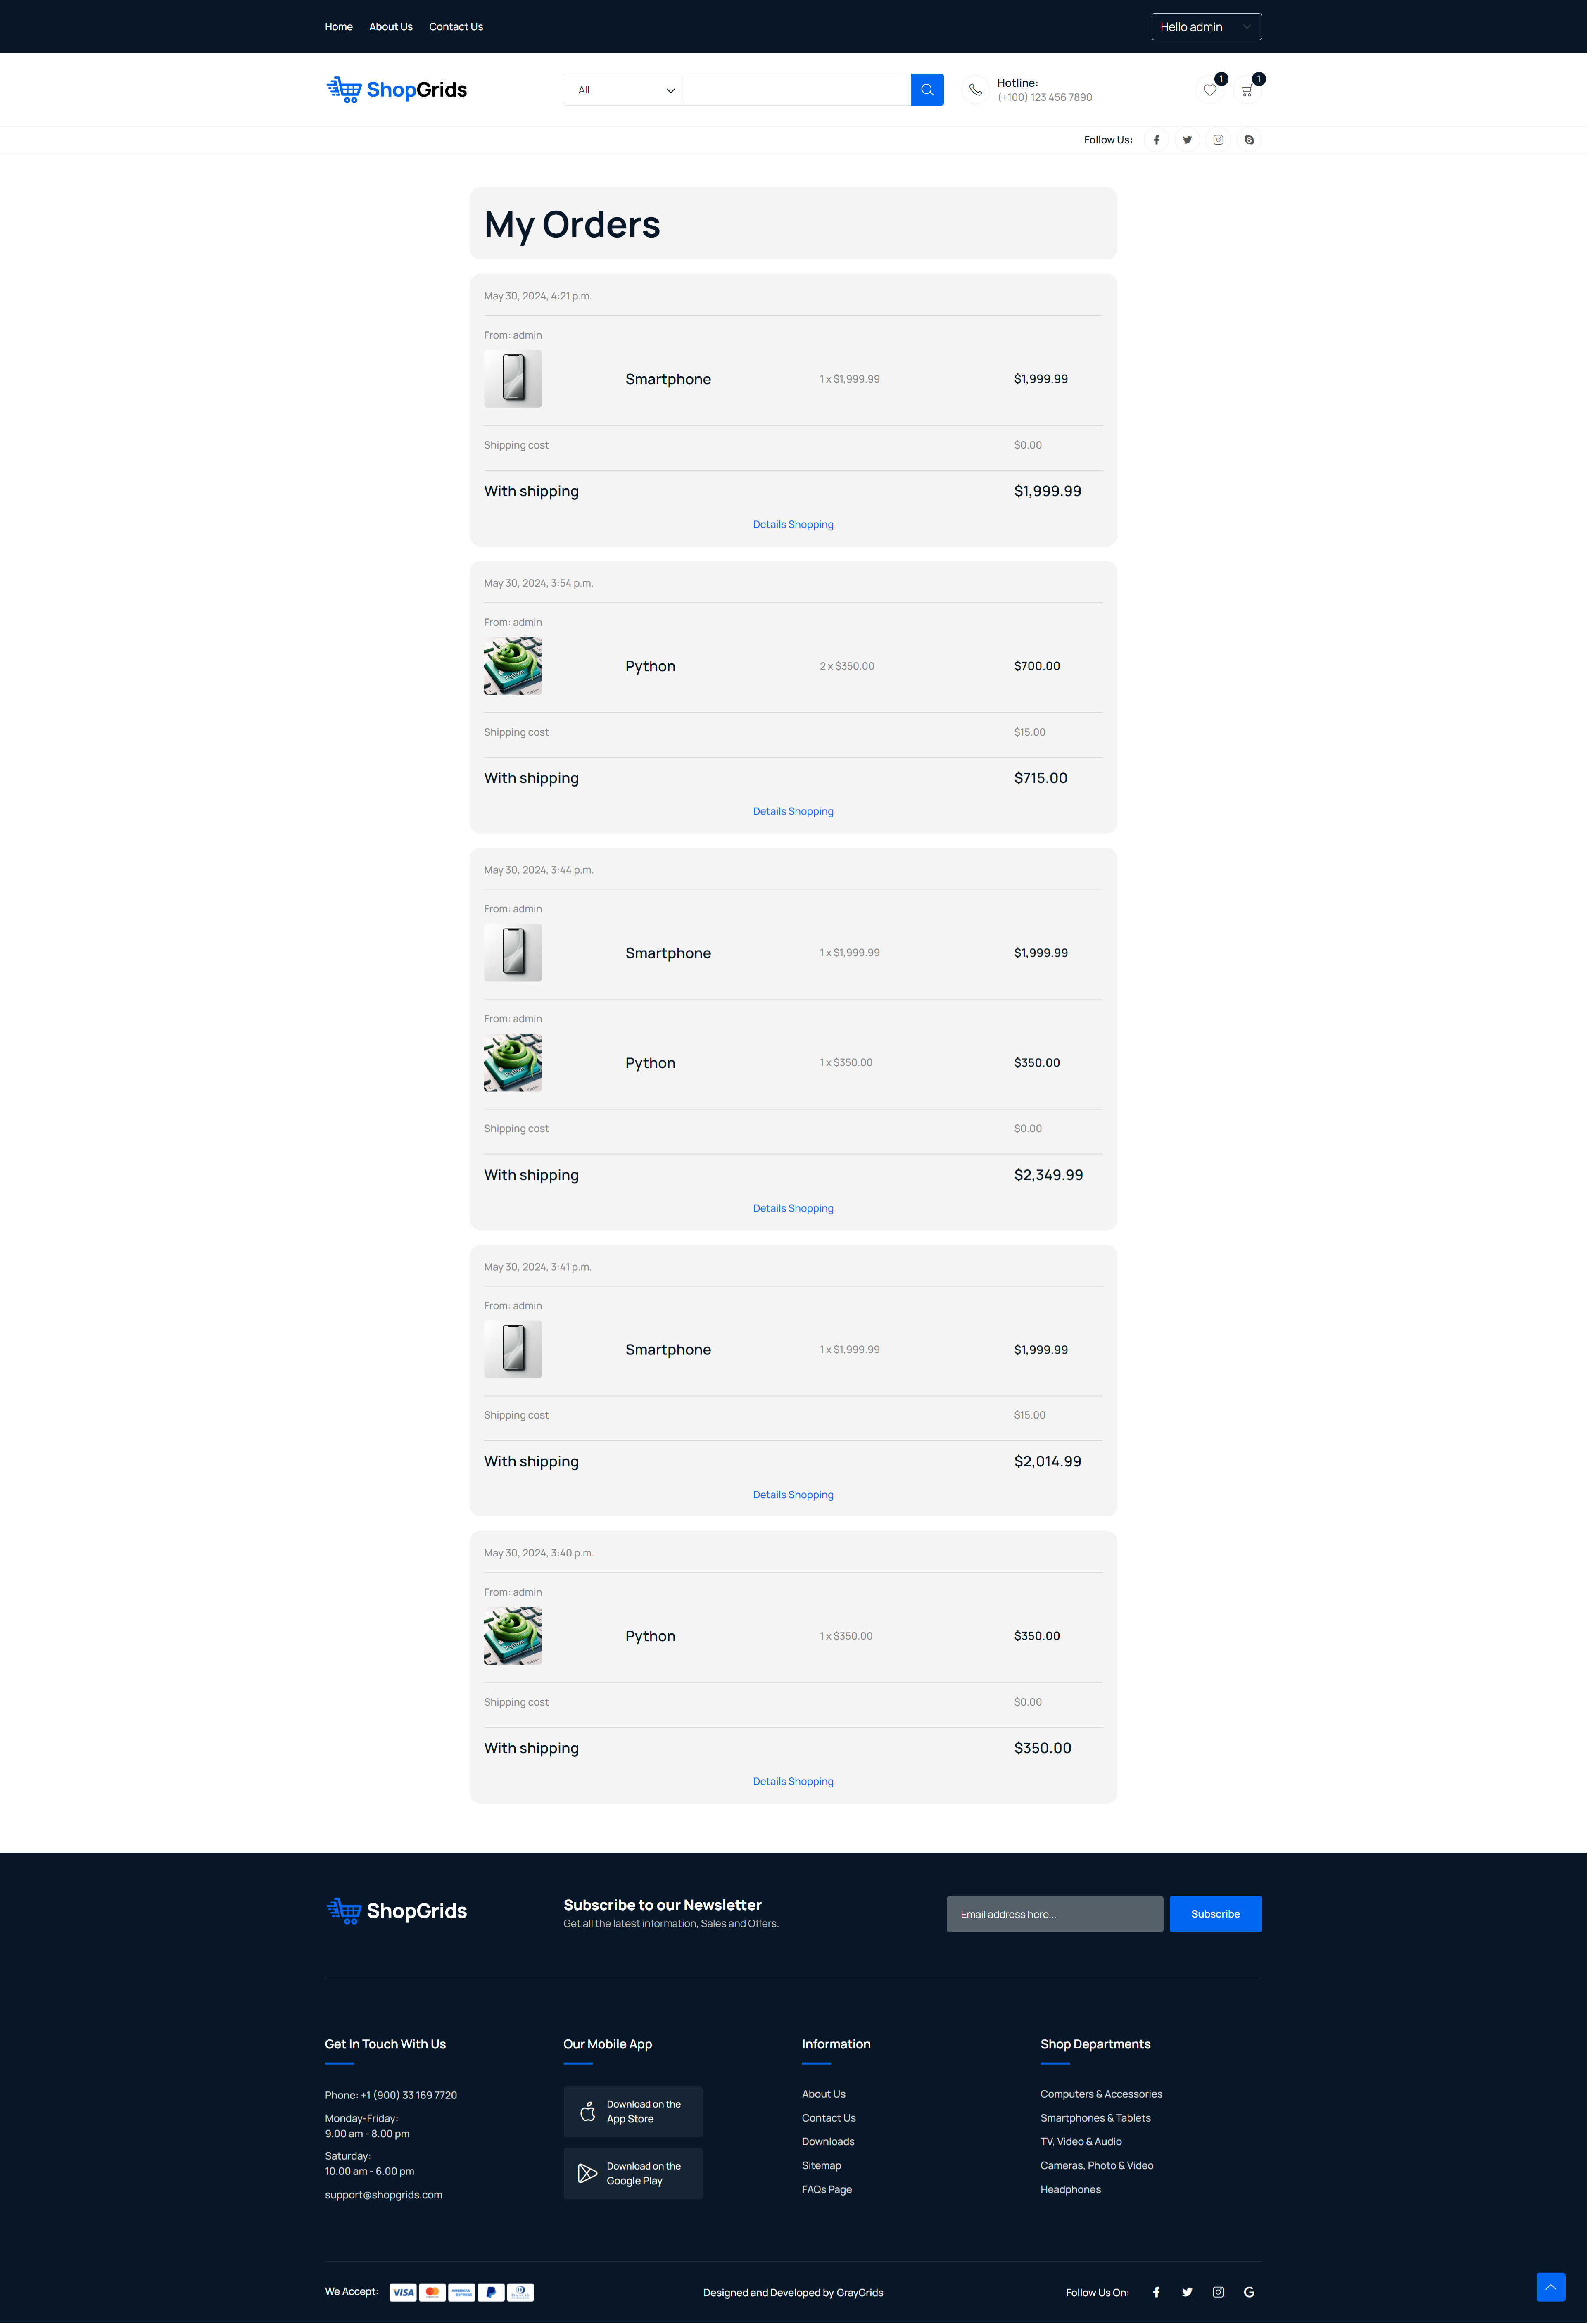 Home About Us Contact Us Hello admin
ShopGrids All Hotline: 1 1
(+100) 123 456 7890
Follow Us:
My Orders
May 30, 2024, 4:21 p.m.
From: admin
Smartphone 1 x $1,999.99 $1,999.99
Shipping cost $0.00
With shipping $1,999.99
Details Shopping
May 30, 2024, 3:54 p.m.
From: admin
Python 2 x $350.00 $700.00
Shipping cost $15.00
With shipping $715.00
Details Shopping
May 30, 2024, 3:44 p.m.
From: admin
Smartphone 1 x $1,999.99 $1,999.99
From: admin
Python 1 x $350.00 $350.00
Shipping cost $0.00
With shipping $2,349.99
Details Shopping
May 30, 2024, 3:41 p.m.
From: admin
Smartphone 1 x $1,999.99 $1,999.99
Shipping cost $15.00
With shipping $2,014.99
Details Shopping
May 30, 2024, 3:40 p.m.
From: admin
Python 1 x $350.00 $350.00
Shipping cost $0.00
With shipping $350.00
Details Shopping
ShopGrids
Subscribe to our Newsletter
Get all the latest information, Sales and Offers.
Email address here... Subscribe
Get In Touch With Us
Phone: +1 (900) 33 169 7720
Monday-Friday:
9.00 am - 8.00 pm
Saturday:
10.00 am - 6.00 pm
support@shopgrids.com
Our Mobile App
Download on the
App Store
Download on the
Google Play
Information
About Us
Contact Us
Downloads
Sitemap
FAQs Page
Shop Departments
Computers & Accessories
Smartphones & Tablets
TV, Video & Audio
Cameras, Photo & Video
Headphones
We Accept: VISA AMERICAN EXPRESS
Designed and Developed by GrayGrids
Follow Us On: